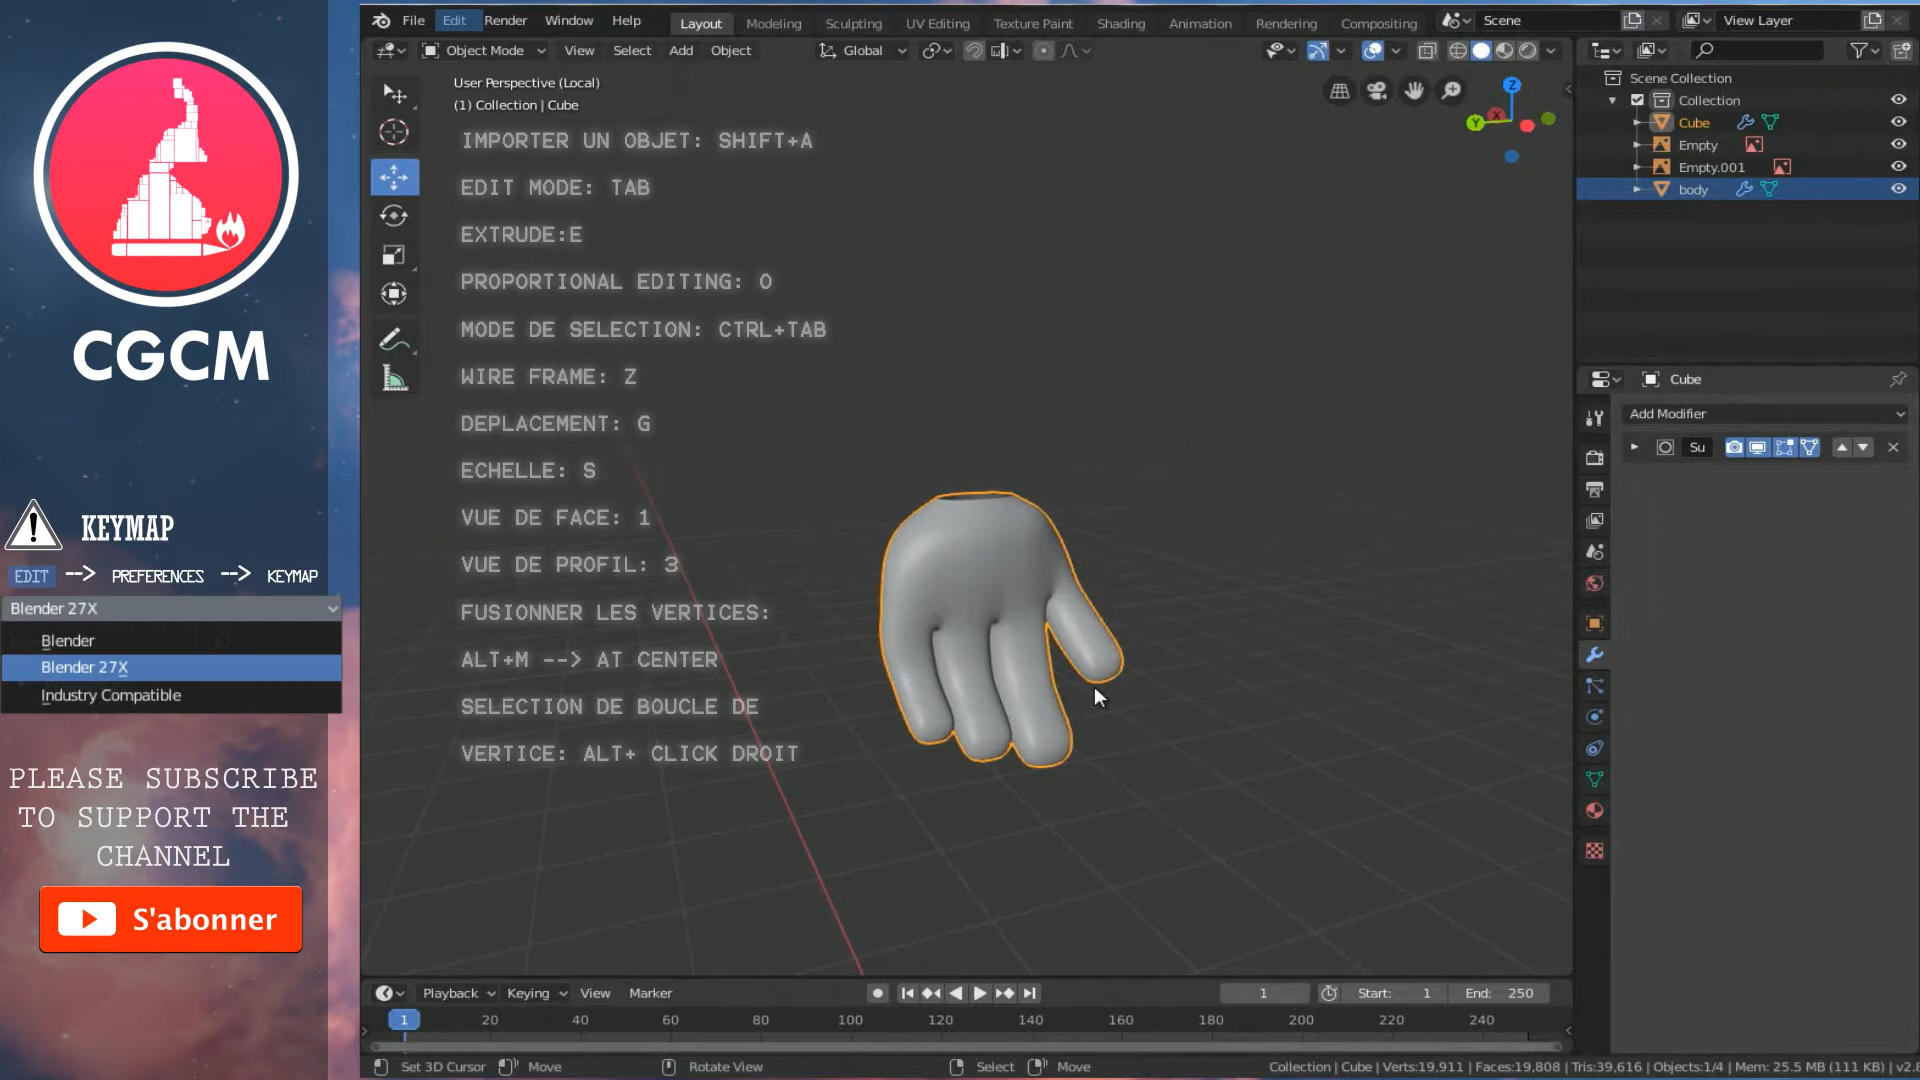 CGCM
KEYMAP
EDIT --> PREFERENCES --> KEYMAP
Blender 27X
Blender
Blender 27X
Industry Compatible
PLEASE SUBSCRIBE
TO SUPPORT THE
CHANNEL
S'abonner
File Edit Render Window Help Layout Modeling Sculpting UV Editing Texture Paint Shading Animation Rendering Compositing Scene View Layer
Object Mode View Select Add Object Global
User Perspective (Local)
(1) Collection | Cube
IMPORTER UN OBJET: SHIFT+A
EDIT MODE: TAB
EXTRUDE:E
PROPORTIONAL EDITING: O
MODE DE SELECTION: CTRL+TAB
WIRE FRAME: Z
DEPLACEMENT: G
ECHELLE: S
VUE DE FACE: 1
VUE DE PROFIL: 3
FUSIONNER LES VERTICES:
ALT+M --> AT CENTER
SELECTION DE BOUCLE DE
VERTICE: ALT+ CLICK DROIT
Z
Y
X
Scene Collection
Collection
Cube
Empty
Empty.001
body
Cube
Add Modifier
Su
Playback Keying View Marker 1 Start: 1 End: 250
1 20 40 60 80 100 120 140 160 180 200 220 240
Set 3D Cursor Move Rotate View Select Move Collection | Cube | Verts:19,911 | Faces:19,808 | Tris:39,616 | Objects:1/4 | Mem: 25.5 MB (111 KB) | v2.8